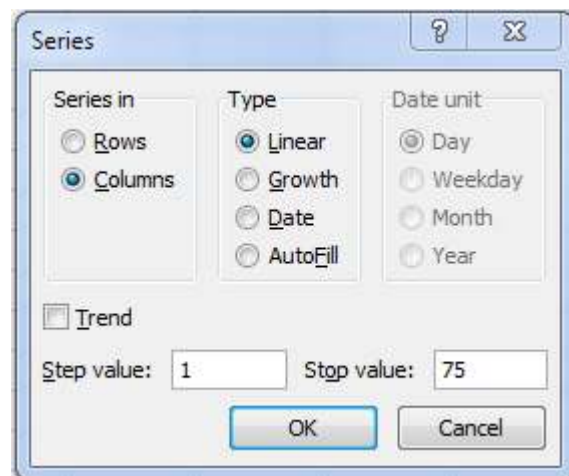 Series
Series in
Rows
Columns
Type
Linear
Growth
Date
AutoFill
Date unit
Day
Weekday
Month
Year
Trend
Step value: 1 Stop value: 75
OK Cancel